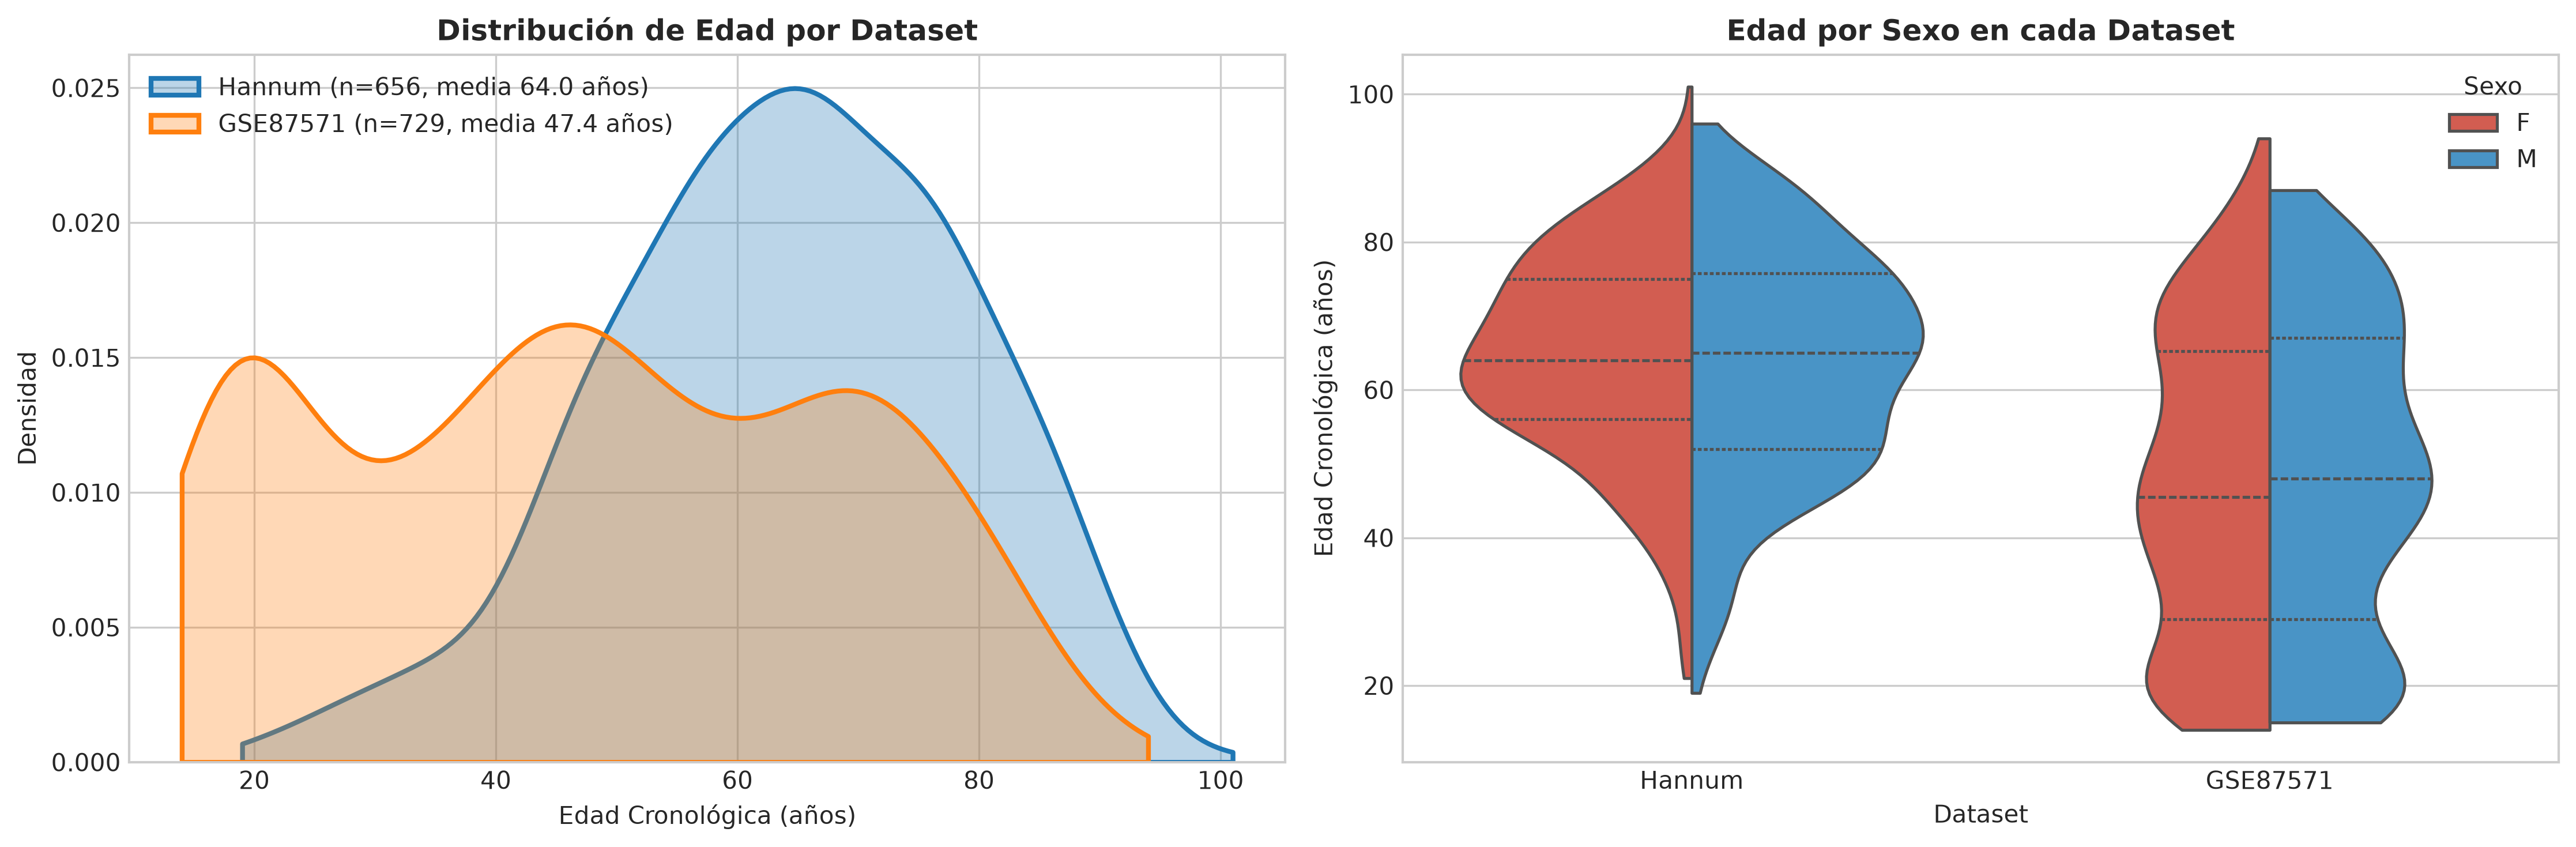 Distribución de Edad por Dataset
Hannum (n=656, media 64.0 años)
GSE87571 (n=729, media 47.4 años)
Densidad
0.025
0.020
0.015
0.010
0.005
0.000
20 40 60 80 100
Edad Cronológica (años)
Edad por Sexo en cada Dataset
Sexo
F
M
Edad Cronológica (años)
100
80
60
40
20
Hannum GSE87571
Dataset